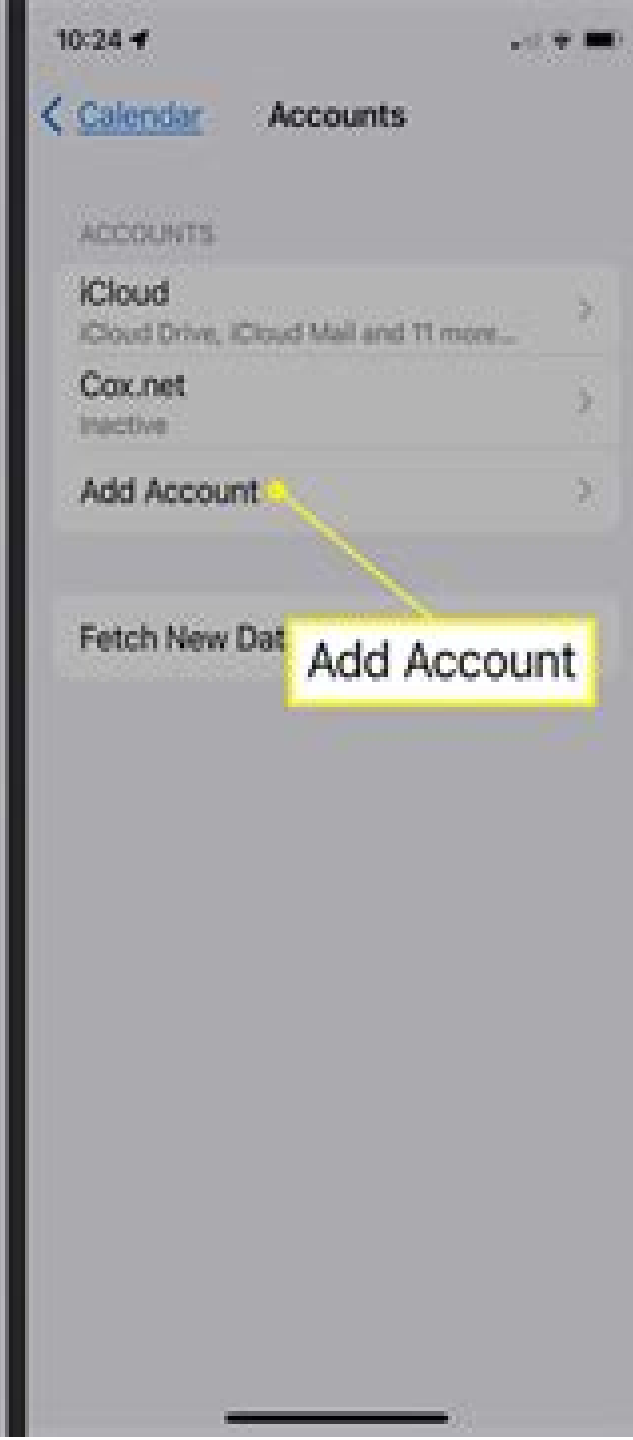 10:24
Calendar
Accounts
ACCOUNTS
iCloud
iCloud Drive, iCloud Mail and 11 more...
Cox.net
Inactive
Add Account
Fetch New Dat
Add Account